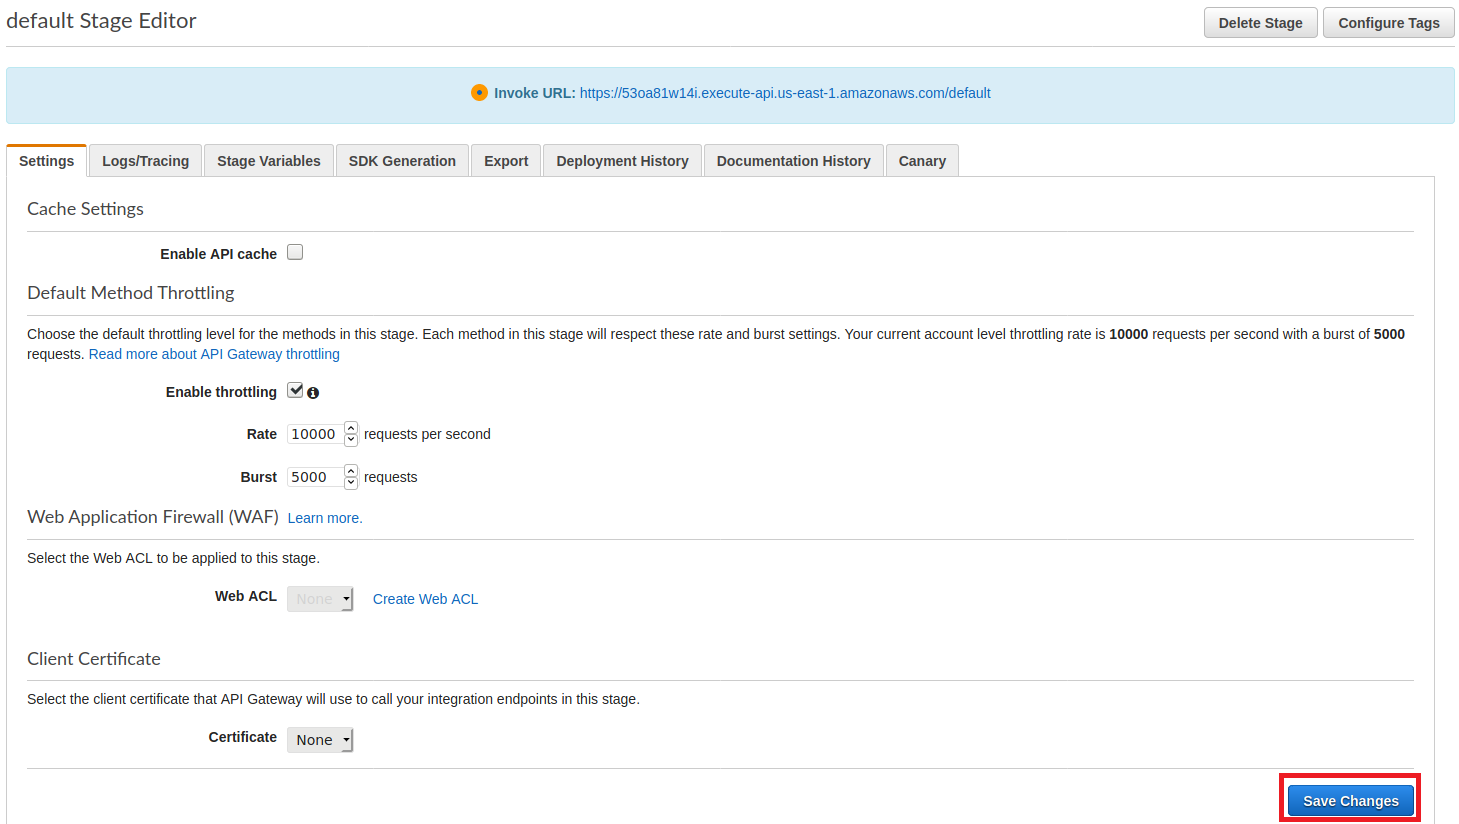 default Stage Editor
Delete Stage
Configure Tags
Invoke URL: https://53oa81w14i.execute-api.us-east-1.amazonaws.com/default
Settings
Logs/Tracing
Stage Variables
SDK Generation
Export
Deployment History
Documentation History
Canary
Cache Settings
Enable API cache
Default Method Throttling
Choose the default throttling level for the methods in this stage. Each method in this stage will respect these rate and burst settings. Your current account level throttling rate is 10000 requests per second with a burst of 5000
requests. Read more about API Gateway throttling
Enable throttling
Rate 10000 requests per second
Burst 5000 requests
Web Application Firewall (WAF) Learn more.
Select the Web ACL to be applied to this stage.
Web ACL None Create Web ACL
Client Certificate
Select the client certificate that API Gateway will use to call your integration endpoints in this stage.
Certificate None
Save Changes